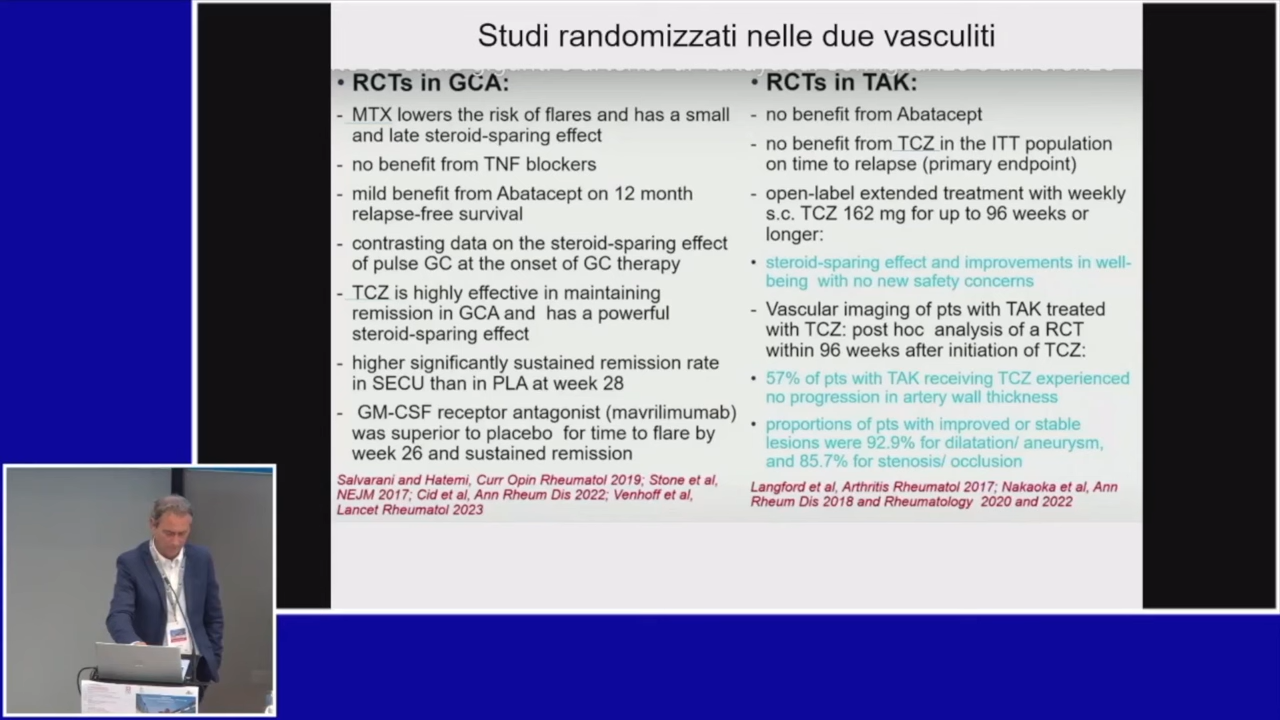 Studi randomizzati nelle due vasculiti
• RCTs in GCA:
- MTX lowers the risk of flares and has a small
and late steroid-sparing effect
- no benefit from TNF blockers
- mild benefit from Abatacept on 12 month
relapse-free survival
- contrasting data on the steroid-sparing effect
of pulse GC at the onset of GC therapy
- TCZ is highly effective in maintaining
remission in GCA and has a powerful
steroid-sparing effect
- higher significantly sustained remission rate
in SECU than in PLA at week 28
- GM-CSF receptor antagonist (mavrilimumab)
was superior to placebo for time to flare by
week 26 and sustained remission
Salvarani and Hatemi, Curr Opin Rheumatol 2019; Stone et al,
NEJM 2017; Cid et al, Ann Rheum Dis 2022; Venhoff et al,
Lancet Rheumatol 2023
• RCTs in TAK:
- no benefit from Abatacept
- no benefit from TCZ in the ITT population
on time to relapse (primary endpoint)
- open-label extended treatment with weekly
s.c. TCZ 162 mg for up to 96 weeks or
longer:
• steroid-sparing effect and improvements in well-
being with no new safety concerns
- Vascular imaging of pts with TAK treated
with TCZ: post hoc analysis of a RCT
within 96 weeks after initiation of TCZ:
• 57% of pts with TAK receiving TCZ experienced
no progression in artery wall thickness
• proportions of pts with improved or stable
lesions were 92.9% for dilatation/ aneurysm,
and 85.7% for stenosis/ occlusion
Langford et al, Arthritis Rheumatol 2017; Nakaoka et al, Ann
Rheum Dis 2018 and Rheumatology 2020 and 2022